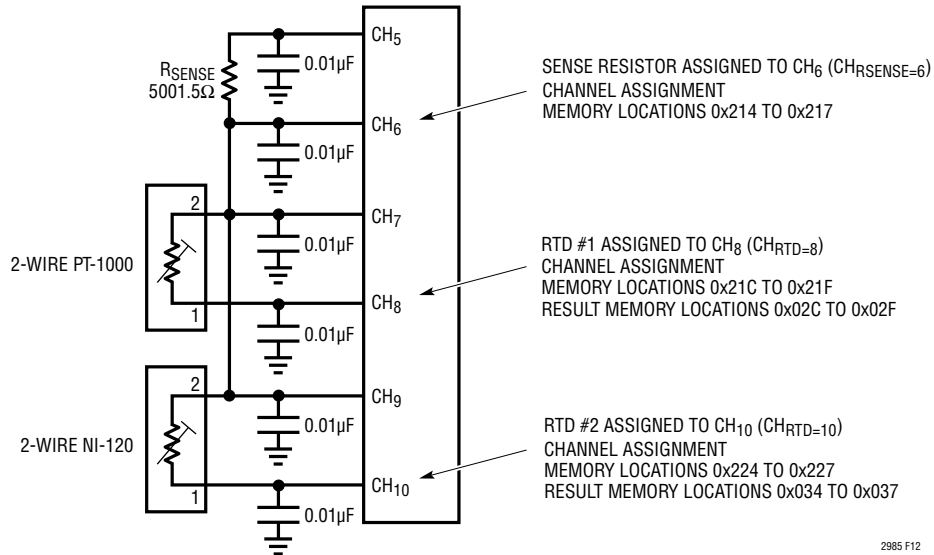 CH5
0.01µF
RSENSE
5001.5Ω
CH6
0.01µF
2
CH7
0.01µF
2-WIRE PT-1000
1
CH8
0.01µF
2
CH9
0.01µF
2-WIRE NI-120
1
CH10
0.01µF
SENSE RESISTOR ASSIGNED TO CH6 (CHRSENSE=6)
CHANNEL ASSIGNMENT
MEMORY LOCATIONS 0x214 TO 0x217
RTD #1 ASSIGNED TO CH8 (CHRTD=8)
CHANNEL ASSIGNMENT
MEMORY LOCATIONS 0x21C TO 0x21F
RESULT MEMORY LOCATIONS 0x02C TO 0x02F
RTD #2 ASSIGNED TO CH10 (CHRTD=10)
CHANNEL ASSIGNMENT
MEMORY LOCATIONS 0x224 TO 0x227
RESULT MEMORY LOCATIONS 0x034 TO 0x037
2985 F12